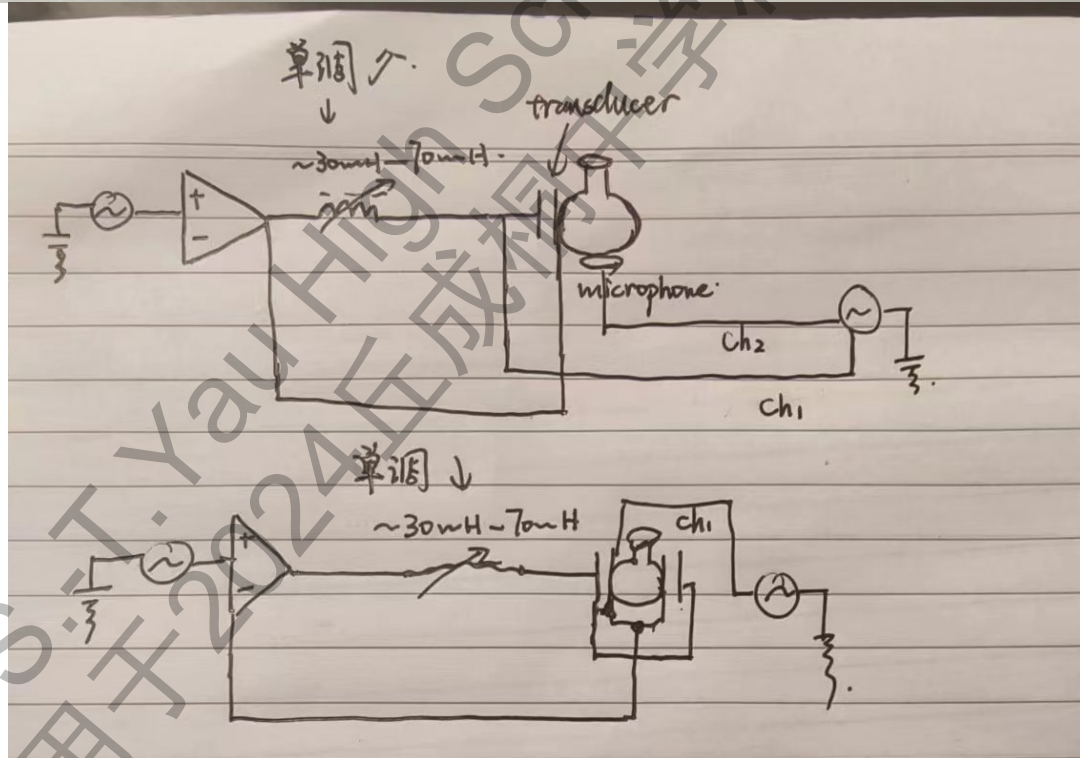 单调 ↗.
↓
transducer
~30mH—70mH.
+
-
microphone.
Ch2
Ch1
单调 ↓
~30mH-70mH
ch1
+
-
S.-T. Yau High Sc
用于2024丘成桐中学